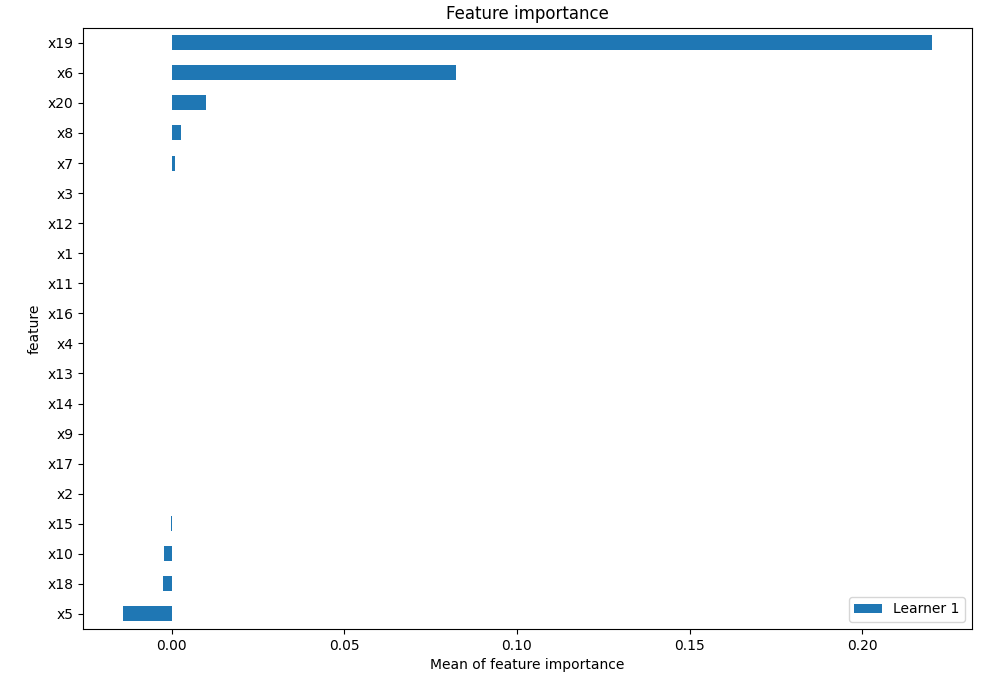 Feature importance
x19
x6
x20
x8
x7
x3
x12
x1
x11
x16
x4
x13
x14
x9
x17
x2
x15
x10
x18
x5
feature
Learner 1
0.00 0.05 0.10 0.15 0.20
Mean of feature importance